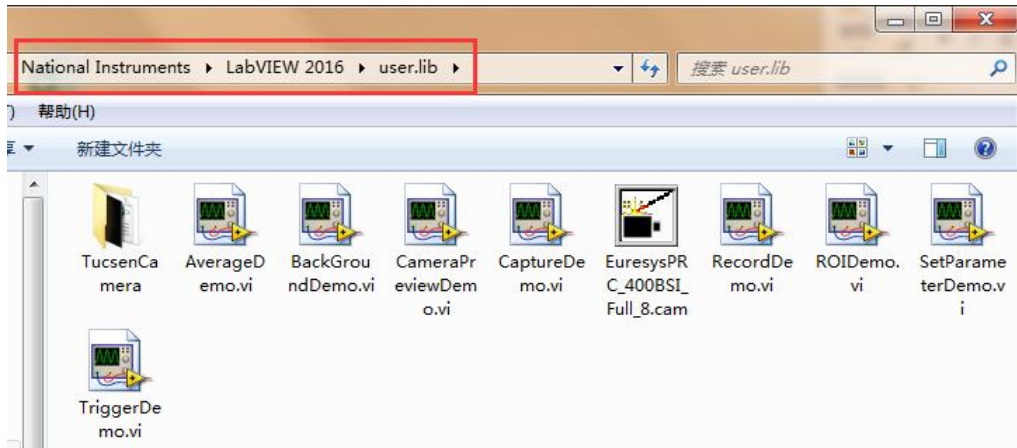 National Instruments ▸ LabVIEW 2016 ▸ user.lib ▸
搜索 user.lib
) 帮助(H)
享 ▼ 新建文件夹
TucsenCa
mera
AverageD
emo.vi
BackGrou
ndDemo.vi
CameraPr
eviewDem
o.vi
CaptureDe
mo.vi
EuresysPR
C_400BSI_
Full_8.cam
RecordDe
mo.vi
ROIDemo.
vi
SetParame
terDemo.v
i
TriggerDe
mo.vi